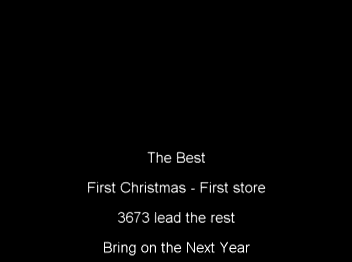 The Best
First Christmas - First store
3673 lead the rest
Bring on the Next Year